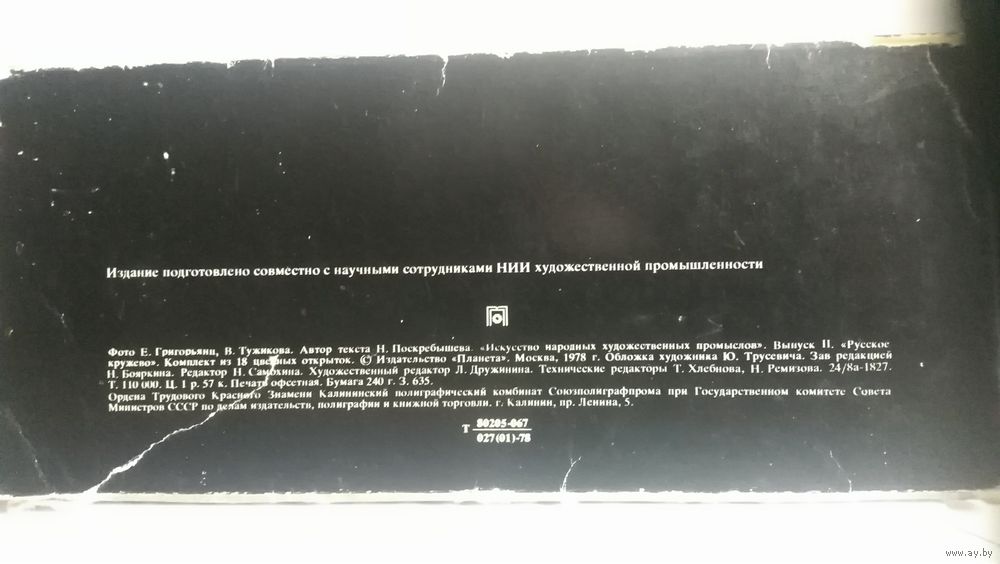 Издание подготовлено совместно с научными сотрудниками НИИ художественной промышленности
Фото Е. Григорьянц, В. Тужикова. Автор текста Н. Поскребышева. «Искусство народных художественных промыслов». Выпуск II. «Русское
кружево». Комплект из 18 цветных открыток. © Издательство «Планета». Москва, 1978 г. Обложка художника Ю. Трусевича. Зав редакцией
Н. Бояркина. Редактор Н. Самохина. Художественный редактор Л. Дружинина. Технические редакторы Т. Хлебнова, Н. Ремизова. 24/8а-1827.
Т. 110 000. Ц. 1 р. 57 к. Печать офсетная. Бумага 240 г. З. 635.
Ордена Трудового Красного Знамени Калининский полиграфический комбинат Союзполиграфпрома при Государственном комитете Совета
Министров СССР по делам издательств, полиграфии и книжной торговли. г. Калинин, пр. Ленина, 5.
Т 80205-067
027(01)-78
www.ay.by